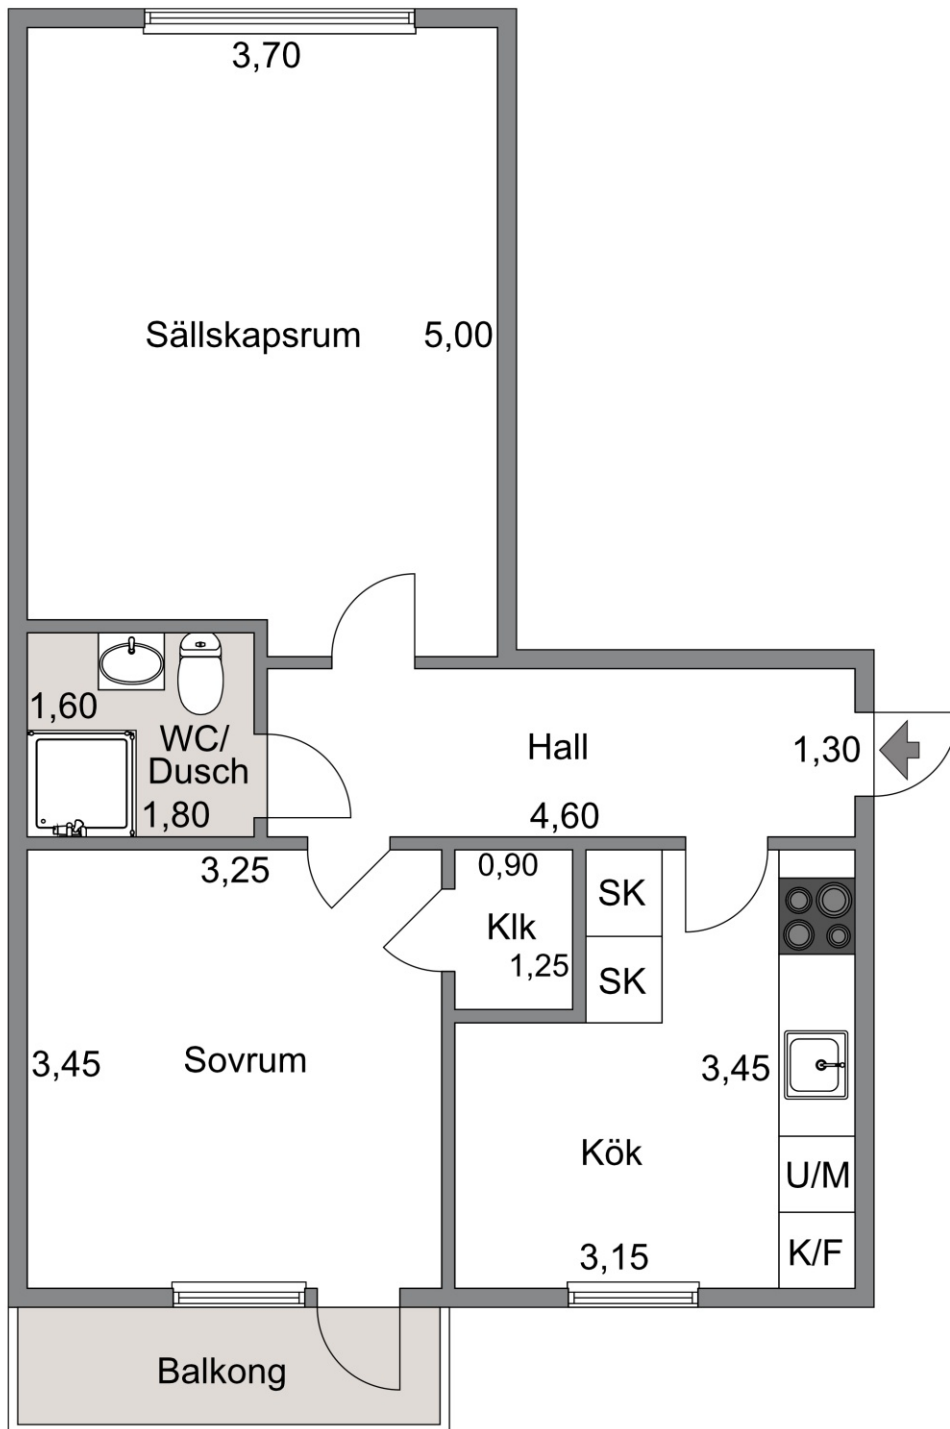 3,70
Sällskapsrum 5,00
1,60
WC/
Dusch
1,80
Hall
1,30
4,60
3,25
0,90
Klk
1,25
SK
SK
3,45
Sovrum
3,45
Kök
U/M
3,15
K/F
Balkong